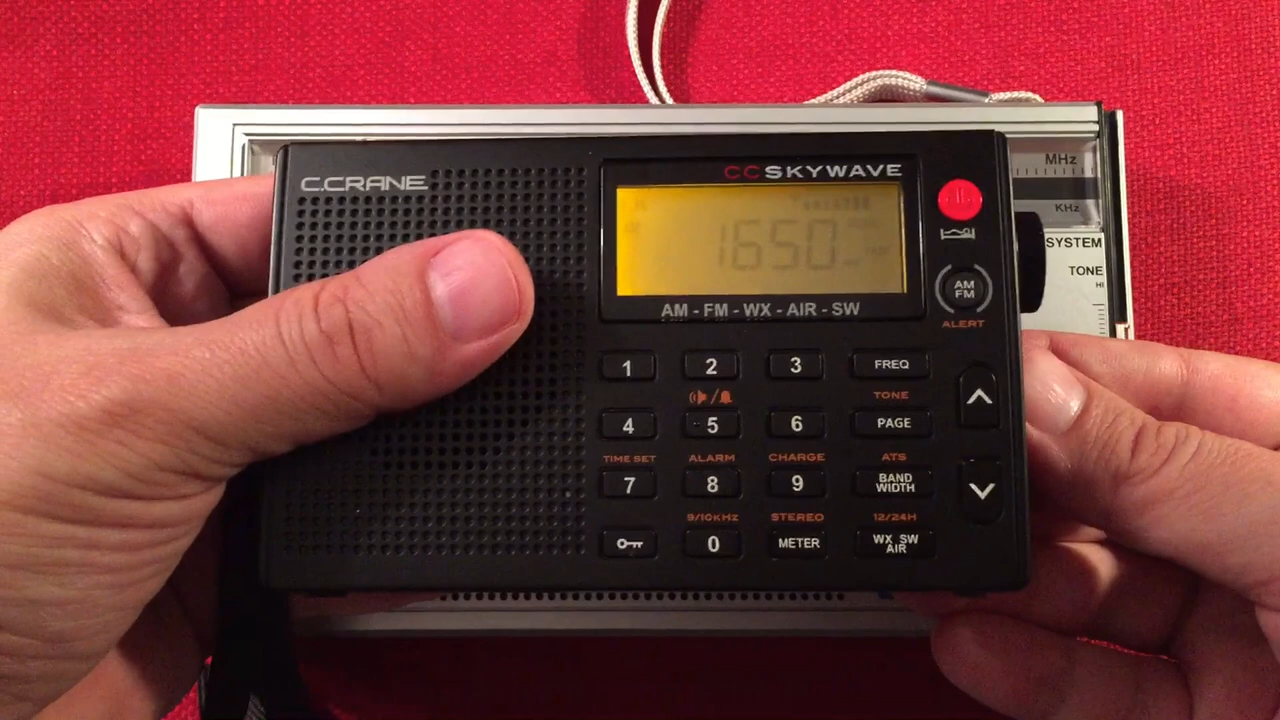 C.CRANE
CCSKYWAVE
1650
AM - FM - WX - AIR - SW
AM
FM
ALERT
1
2
3
FREQ
TONE
4
5
6
PAGE
TIME SET
ALARM
CHARGE
ATS
7
8
9
BAND
WIDTH
9/10KHZ
STEREO
12/24H
0
METER
WX SW
AIR
MHz
KHz
SYSTEM
TONE
HI